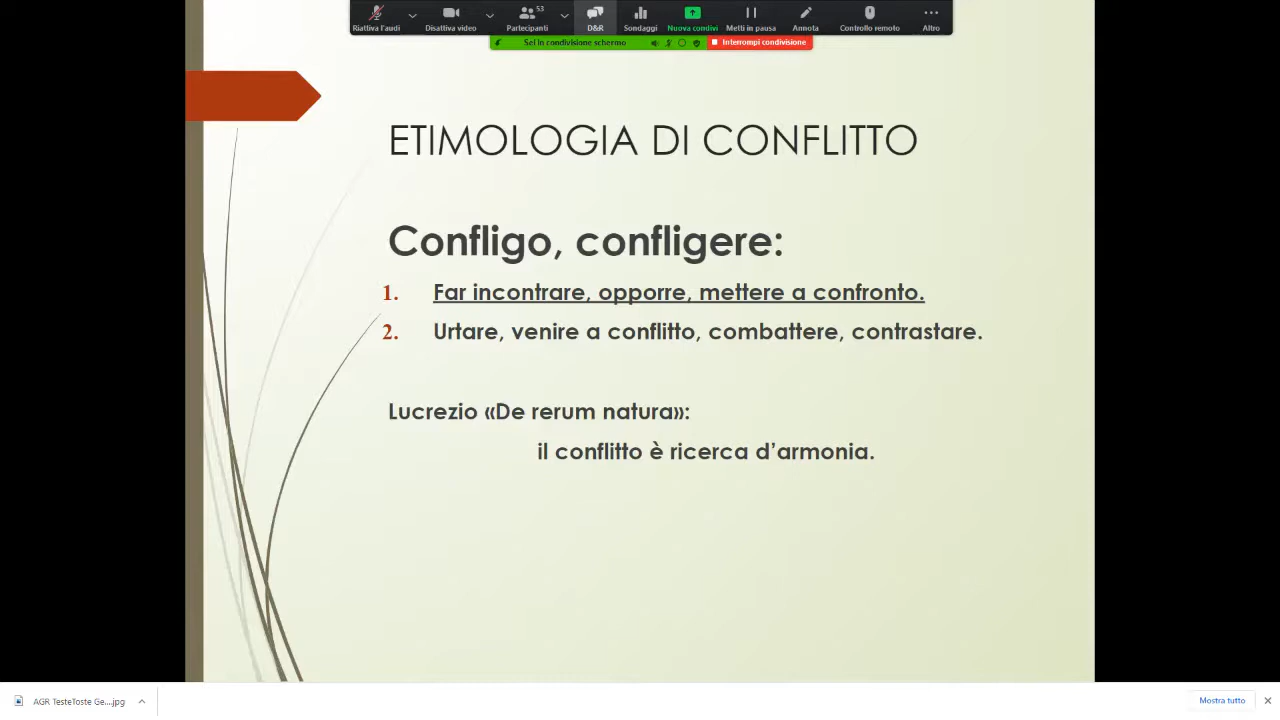 53
Riattiva l'audi
Disattiva video
Partecipanti
D&R
Sondaggi
Nuova condivi
Metti in pausa
Annota
Controllo remoto
Altro
Sei in condivisione schermo
Interrompi condivisione
ETIMOLOGIA DI CONFLITTO
Confligo, confligere:
1. Far incontrare, opporre, mettere a confronto.
2. Urtare, venire a conflitto, combattere, contrastare.
Lucrezio «De rerum natura»:
il conflitto è ricerca d’armonia.
AGR TesteToste Ge....jpg
Mostra tutto